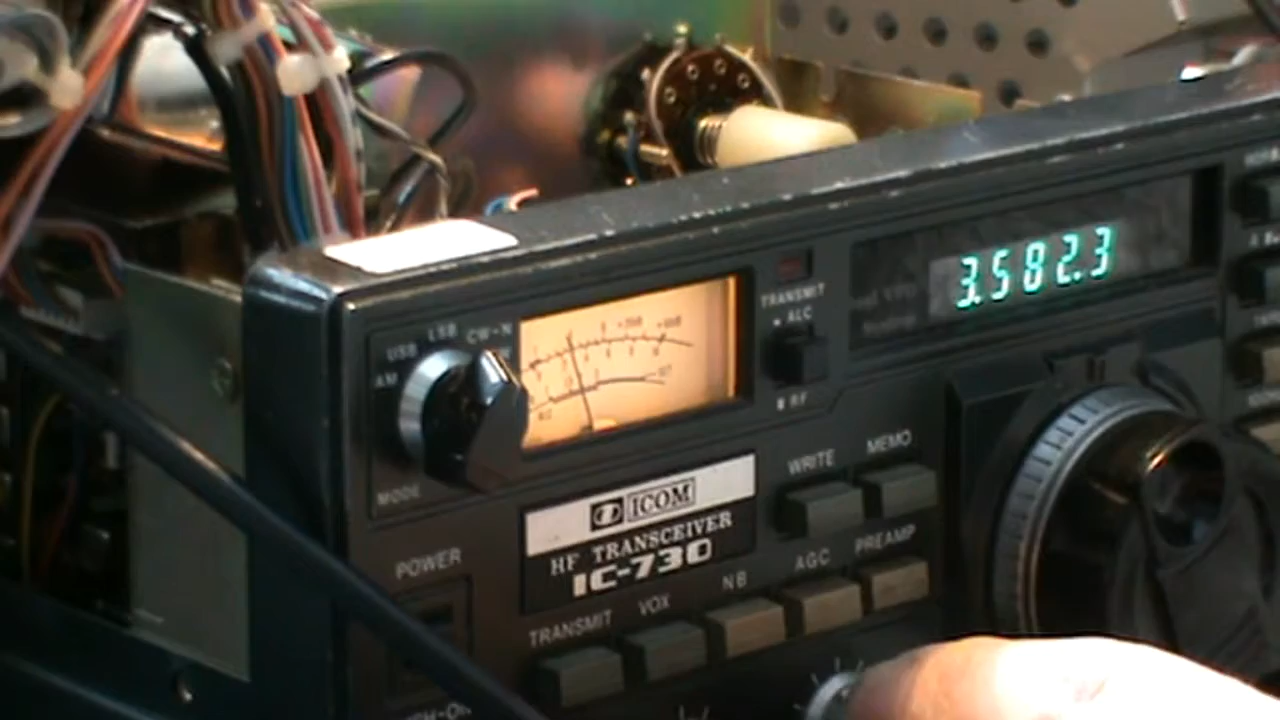 3.582.3
TRANSMIT
ALC
RF
LSB
CW-N
USB
AM
MODE
WRITE
MEMO
ICOM
HF TRANSCEIVER
IC-730
POWER
TRANSMIT
VOX
NB
AGC
PREAMP